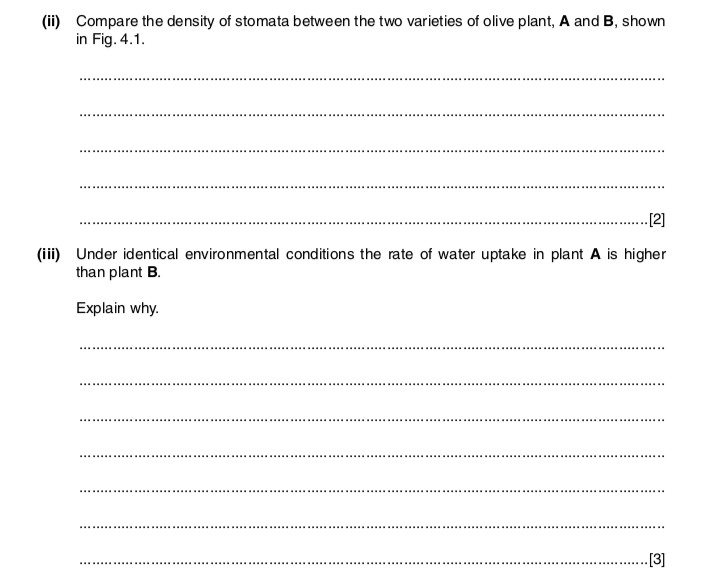 (ii) Compare the density of stomata between the two varieties of olive plant, A and B, shown
in Fig. 4.1.
..........................................................................................................................................
..........................................................................................................................................
..........................................................................................................................................
..........................................................................................................................................
......................................................................................................................................[2]
(iii) Under identical environmental conditions the rate of water uptake in plant A is higher
than plant B.
Explain why.
..........................................................................................................................................
..........................................................................................................................................
..........................................................................................................................................
..........................................................................................................................................
..........................................................................................................................................
..........................................................................................................................................
......................................................................................................................................[3]